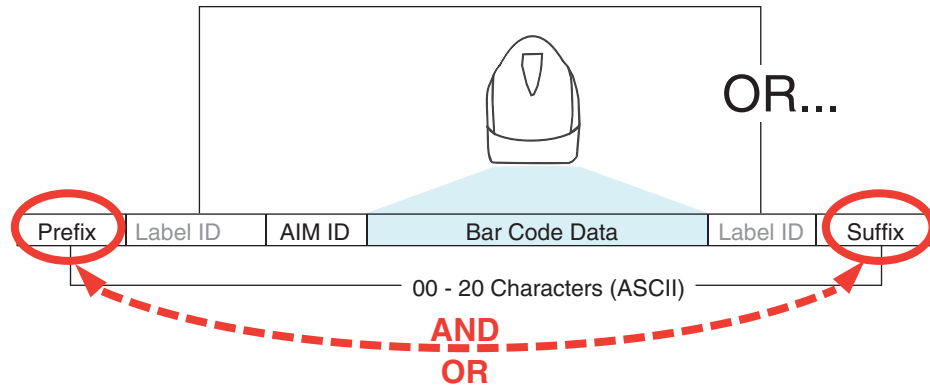 OR...
Prefix Label ID AIM ID Bar Code Data Label ID Suffix
00 - 20 Characters (ASCII)
AND
OR